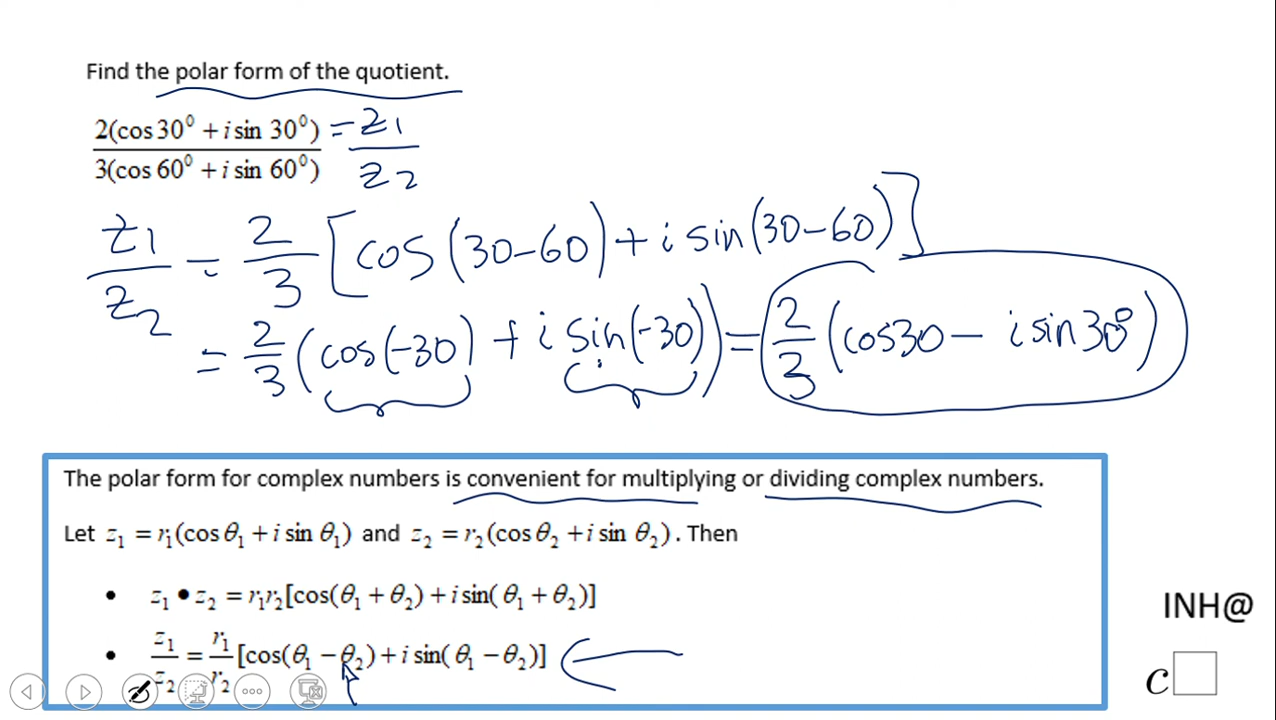 Find the polar form of the quotient.
2(cos 30⁰ + i sin 30⁰) = z1
3(cos 60⁰ + i sin 60⁰) z2
z1/z2 = 2/3 [cos(30-60) + i sin(30-60)]
= 2/3 (cos(-30) + i sin(-30)) = 2/3 (cos30 - i sin30°)
The polar form for complex numbers is convenient for multiplying or dividing complex numbers.
Let z₁ = r₁(cos θ₁ + i sin θ₁) and z₂ = r₂(cos θ₂ + i sin θ₂). Then
• z₁ • z₂ = r₁r₂[cos(θ₁ + θ₂) + i sin( θ₁ + θ₂)]
• z₁/z₂ = r₁/r₂ [cos(θ₁ − θ₂) + i sin( θ₁ − θ₂)]
INH@
c